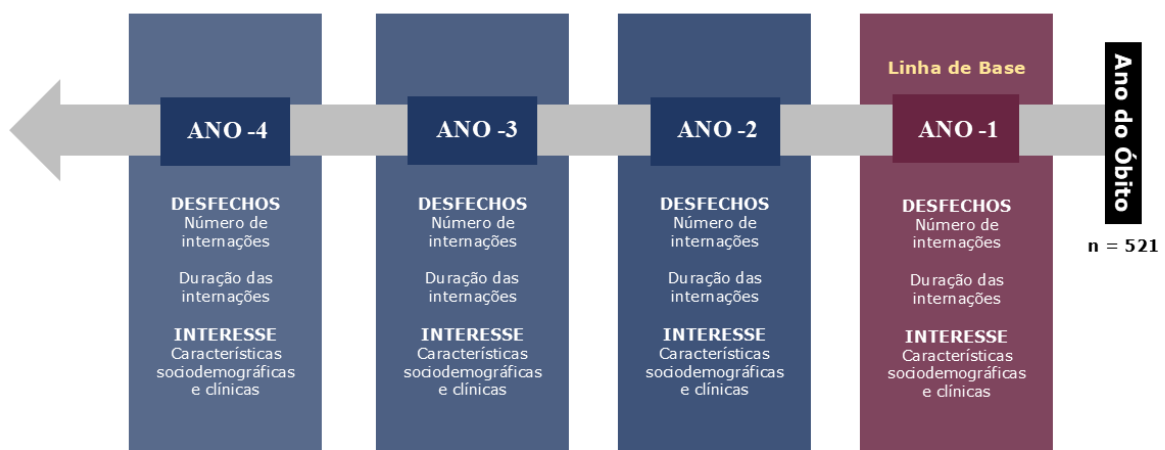 ANO -4
DESFECHOS
Número de
internações
Duração das
internações
INTERESSE
Características
sociodemográficas
e clínicas
ANO -3
DESFECHOS
Número de
internações
Duração das
internações
INTERESSE
Características
sociodemográficas
e clínicas
ANO -2
DESFECHOS
Número de
internações
Duração das
internações
INTERESSE
Características
sociodemográficas
e clínicas
Linha de Base
ANO -1
DESFECHOS
Número de
internações
Duração das
internações
INTERESSE
Características
sociodemográficas
e clínicas
Ano do Óbito
n = 521